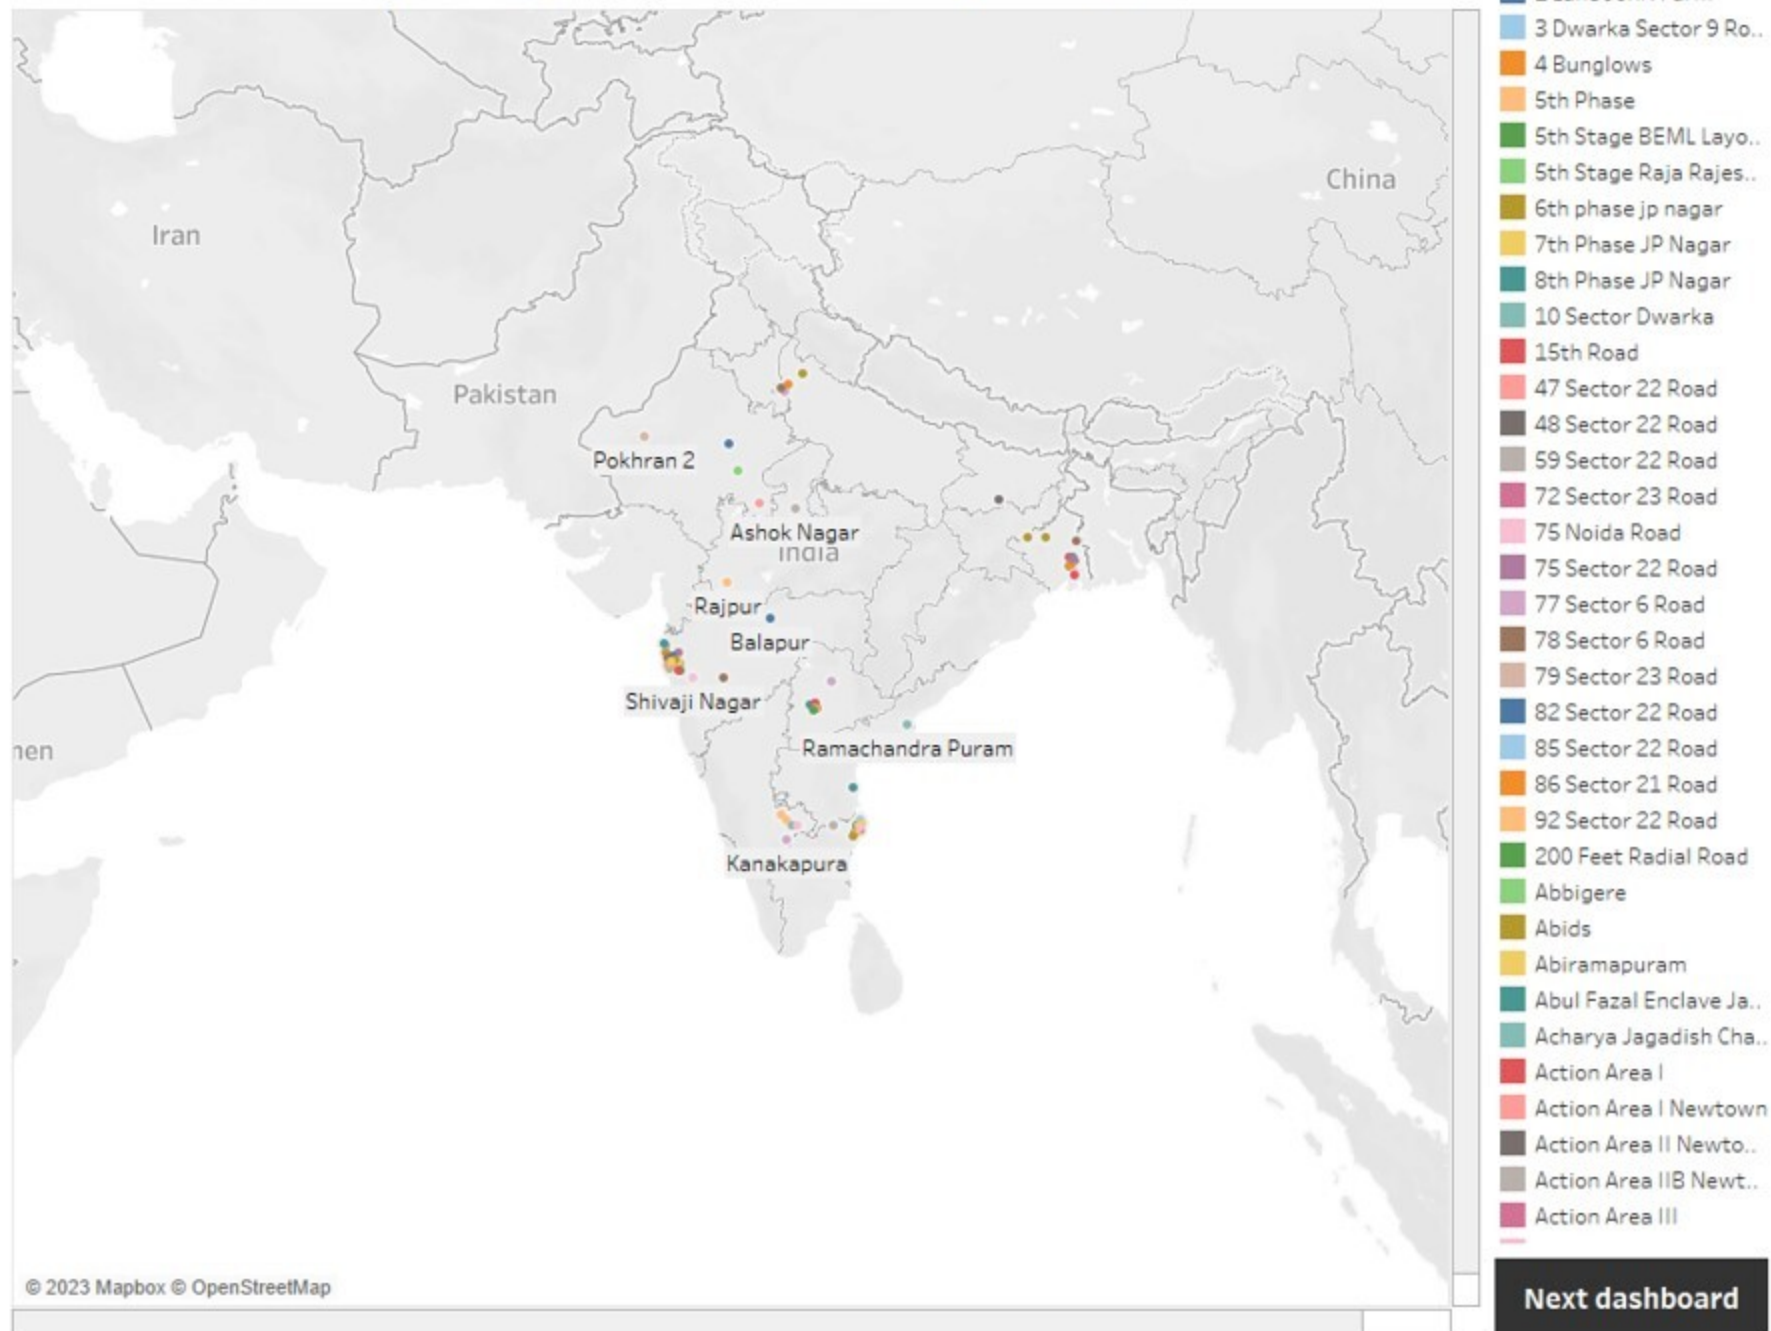 China
Iran
Pakistan
Pokhran 2
Ashok Nagar
India
Rajpur
Balapur
Shivaji Nagar
Ramachandra Puram
men
Kanakapura
© 2023 Mapbox © OpenStreetMap
3 Dwarka Sector 9 Ro..
4 Bunglows
5th Phase
5th Stage BEML Layo..
5th Stage Raja Rajes..
6th phase jp nagar
7th Phase JP Nagar
8th Phase JP Nagar
10 Sector Dwarka
15th Road
47 Sector 22 Road
48 Sector 22 Road
59 Sector 22 Road
72 Sector 23 Road
75 Noida Road
75 Sector 22 Road
77 Sector 6 Road
78 Sector 6 Road
79 Sector 23 Road
82 Sector 22 Road
85 Sector 22 Road
86 Sector 21 Road
92 Sector 22 Road
200 Feet Radial Road
Abbigere
Abids
Abiramapuram
Abul Fazal Enclave Ja..
Acharya Jagadish Cha..
Action Area I
Action Area I Newtown
Action Area II Newto..
Action Area IIB Newt..
Action Area III
Next dashboard